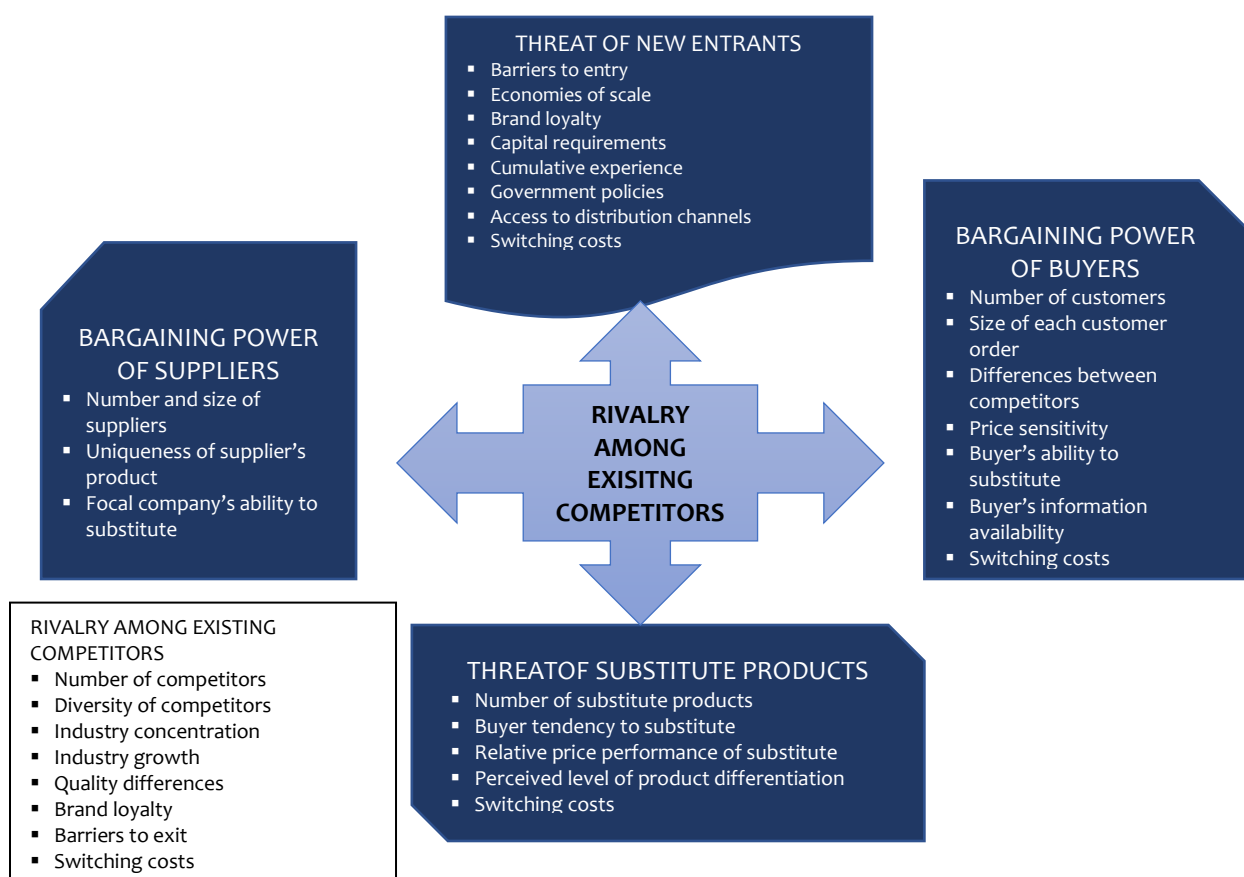 THREAT OF NEW ENTRANTS
▪ Barriers to entry
▪ Economies of scale
▪ Brand loyalty
▪ Capital requirements
▪ Cumulative experience
▪ Government policies
▪ Access to distribution channels
▪ Switching costs
BARGAINING POWER
OF SUPPLIERS
▪ Number and size of
suppliers
▪ Uniqueness of supplier’s
product
▪ Focal company’s ability to
substitute
RIVALRY
AMONG
EXISITNG
COMPETITORS
BARGAINING POWER
OF BUYERS
▪ Number of customers
▪ Size of each customer
order
▪ Differences between
competitors
▪ Price sensitivity
▪ Buyer’s ability to
substitute
▪ Buyer’s information
availability
▪ Switching costs
RIVALRY AMONG EXISTING
COMPETITORS
▪ Number of competitors
▪ Diversity of competitors
▪ Industry concentration
▪ Industry growth
▪ Quality differences
▪ Brand loyalty
▪ Barriers to exit
▪ Switching costs
THREATOF SUBSTITUTE PRODUCTS
▪ Number of substitute products
▪ Buyer tendency to substitute
▪ Relative price performance of substitute
▪ Perceived level of product differentiation
▪ Switching costs